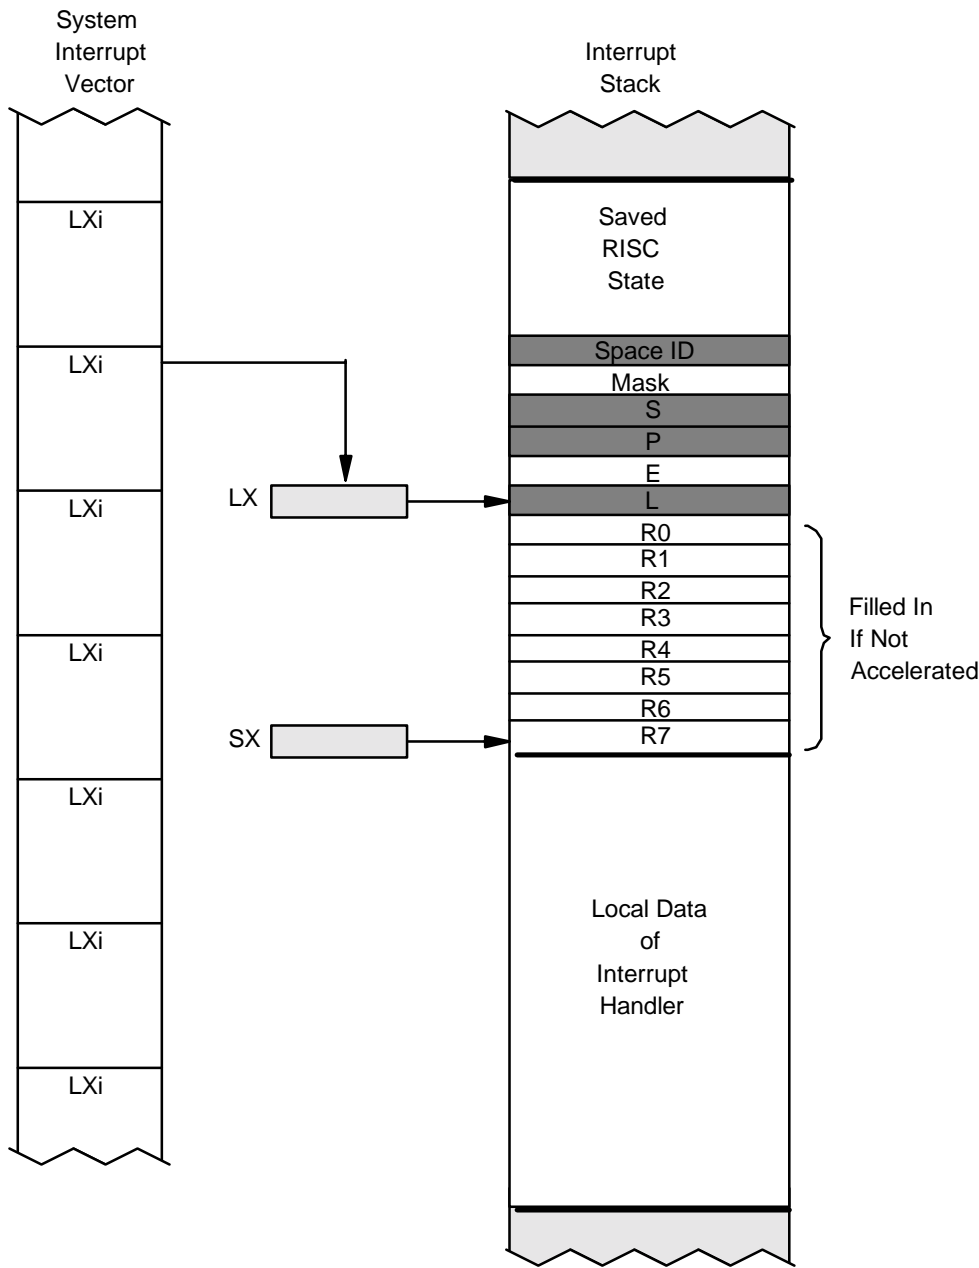 System
Interrupt
Vector
LXi
LXi
LXi
LXi
LXi
LXi
LXi
LX
SX
Interrupt
Stack
Saved
RISC
State
Space ID
Mask
S
P
E
L
R0
R1
R2
R3
R4
R5
R6
R7
Filled In
If Not
Accelerated
Local Data
of
Interrupt
Handler